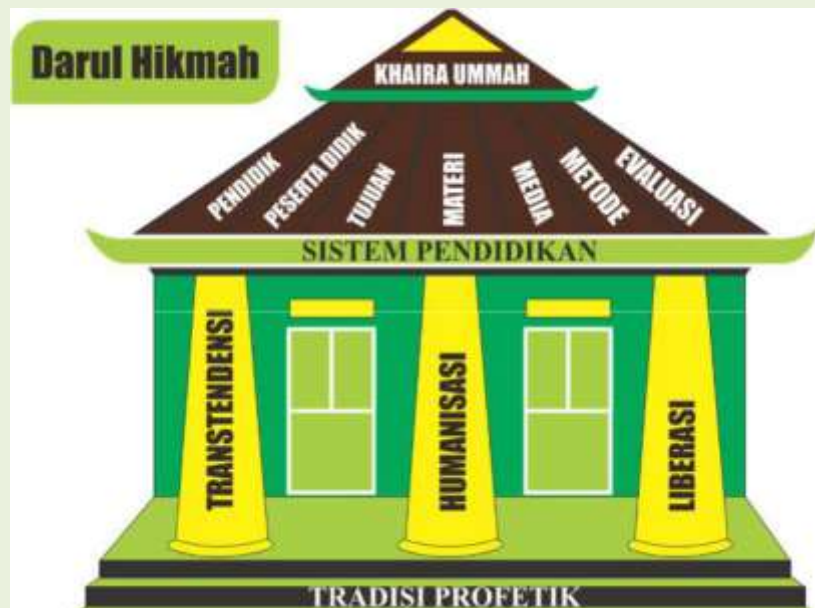 Darul Hikmah
KHAIRA UMMAH
PENDIDIK
PESERTA DIDIK
TUJUAN
MATERI
MEDIA
METODE
EVALUASI
SISTEM PENDIDIKAN
TRANSTENDENSI
HUMANISASI
LIBERASI
TRADISI PROFETIK